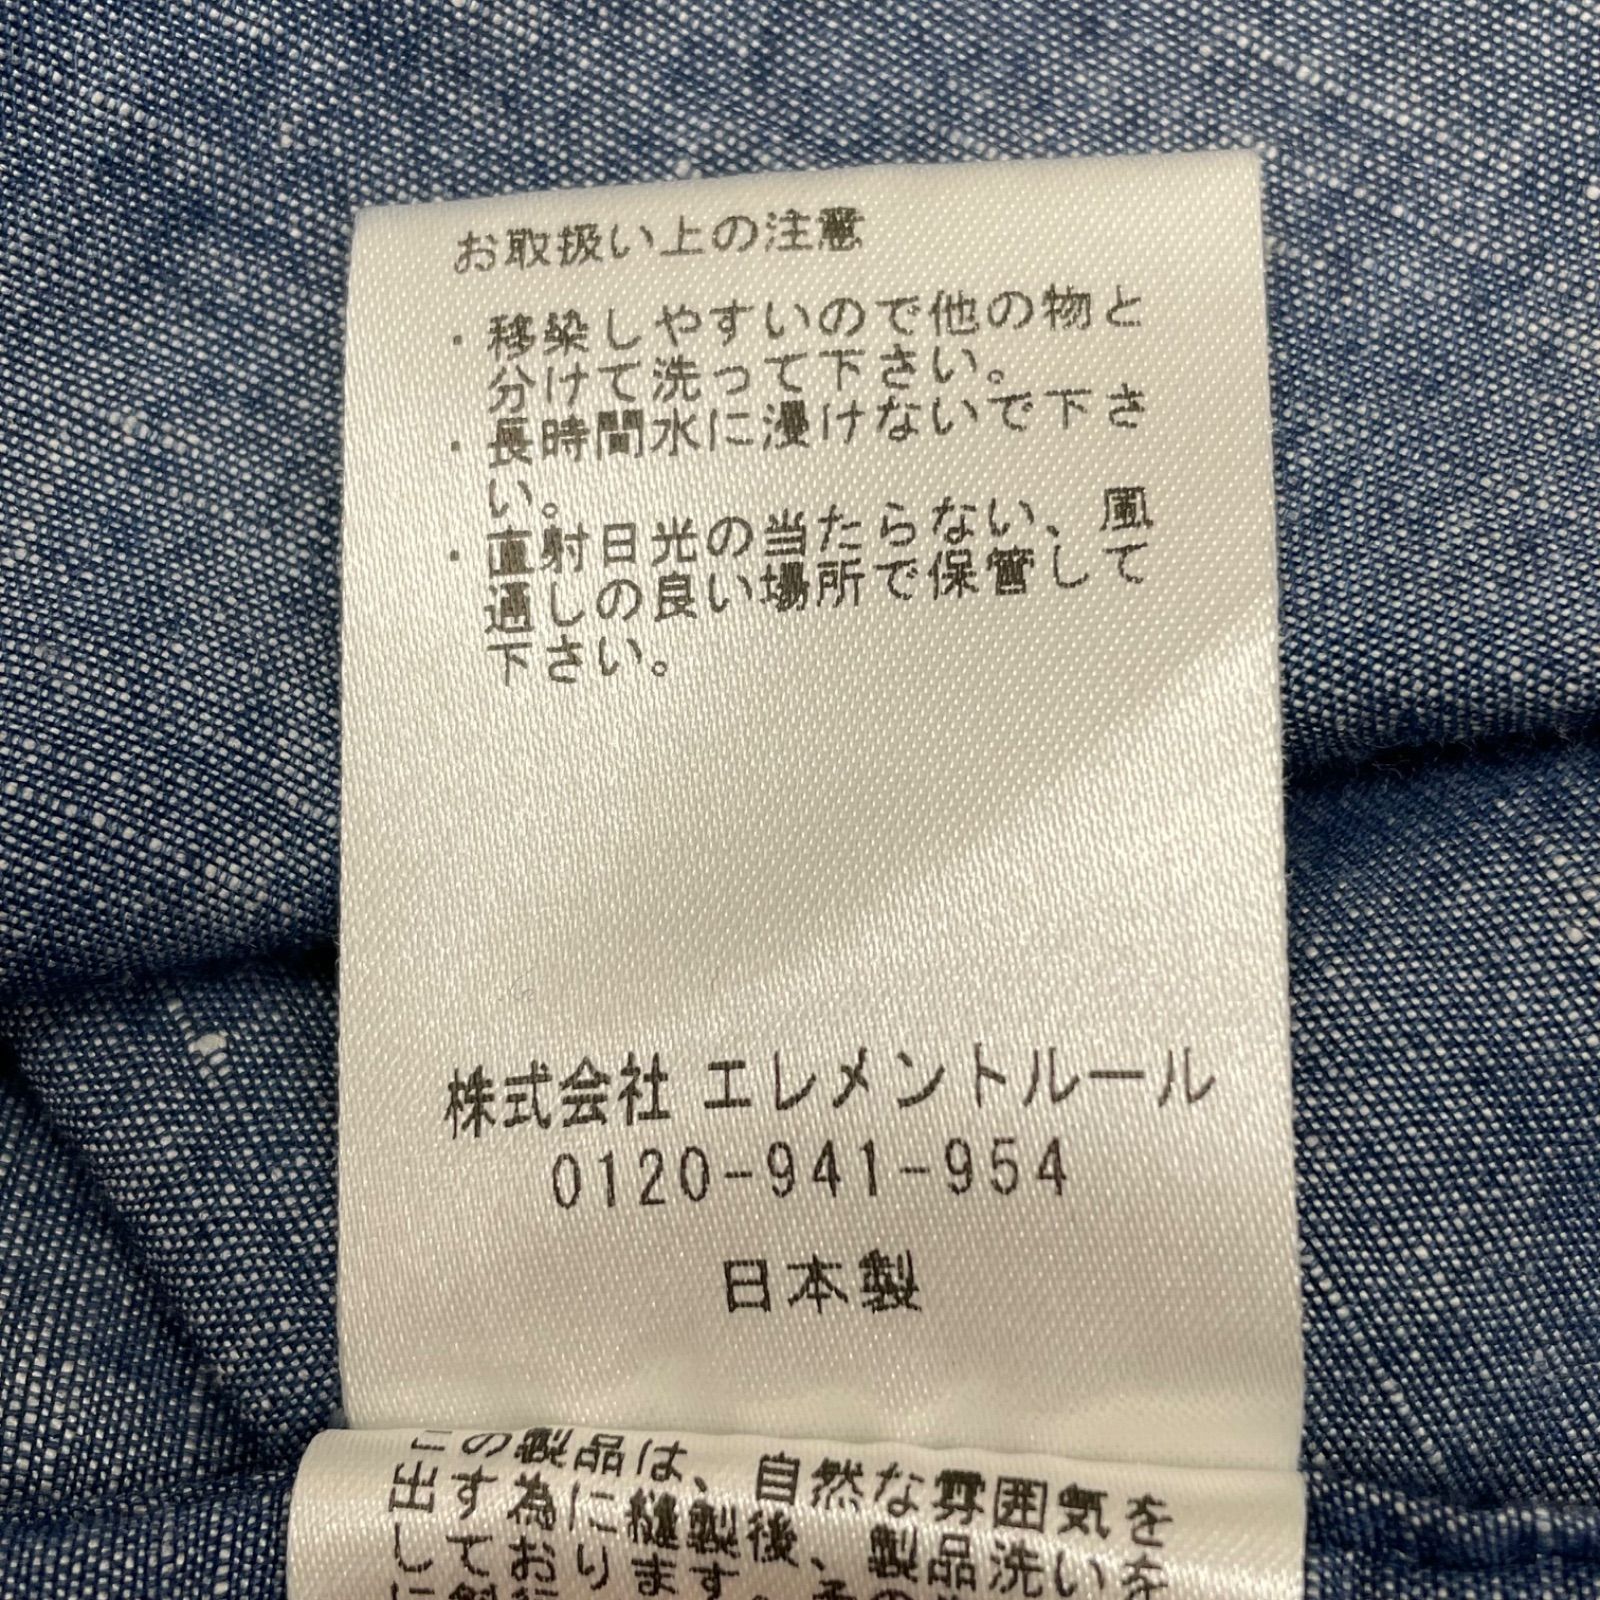 お取扱い上の注意
・移染しやすいので他の物と
分けて洗って下さい。
・長時間水に浸けないで下さ
い。
・直射日光の当たらない、風
通しの良い場所で保管して
下さい。
株式会社 エレメントルール
0120-941-954
日本製
この製品は、自然な雰囲気を
出す為に縫製後、製品洗いを
しております。